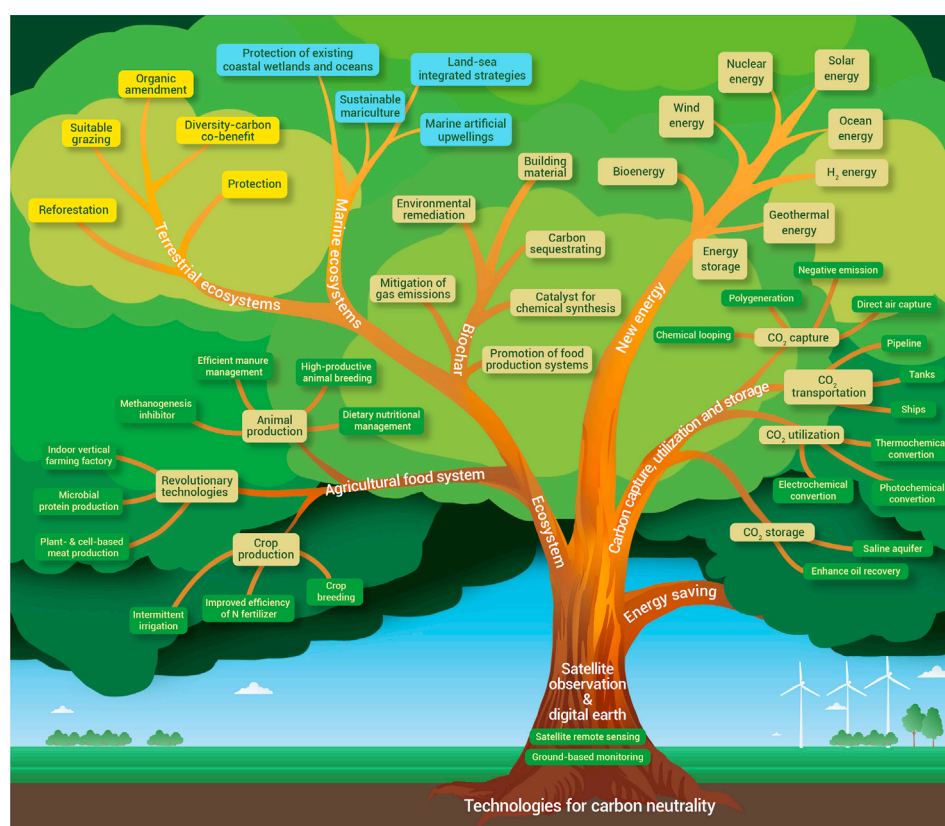 Protection of existing
coastal wetlands and oceans
Land-sea
integrated strategies
Sustainable
mariculture
Marine artificial
upwellings
Organic
amendment
Suitable
grazing
Diversity-carbon
co-benefit
Protection
Reforestation
Terrestrial ecosystems
Marine ecosystems
Building
material
Environmental
remediation
Carbon
sequestrating
Mitigation of
gas emissions
Catalyst for
chemical synthesis
Promotion of food
production systems
Biochar
Nuclear
energy
Solar
energy
Wind
energy
Ocean
energy
Bioenergy
H2 energy
Geothermal
energy
Energy
storage
New energy
Negative emission
Polygeneration
Direct air capture
Chemical looping
CO2 capture
Pipeline
CO2
transportation
Tanks
Ships
CO2 utilization
Thermochemical
convertion
Electrochemical
convertion
Photochemical
convertion
CO2 storage
Saline aquifer
Enhance oil recovery
Carbon capture, utilization and storage
Efficient manure
management
High-productive
animal breeding
Methanogenesis
inhibitor
Animal
production
Dietary nutritional
management
Indoor vertical
farming factory
Revolutionary
technologies
Microbial
protein production
Plant- & cell-based
meat production
Agricultural food system
Crop
production
Crop
breeding
Improved efficiency
of N fertilizer
Intermittent
irrigation
Ecosystem
Energy saving
Satellite
observation
&
digital earth
Satellite remote sensing
Ground-based monitoring
Technologies for carbon neutrality